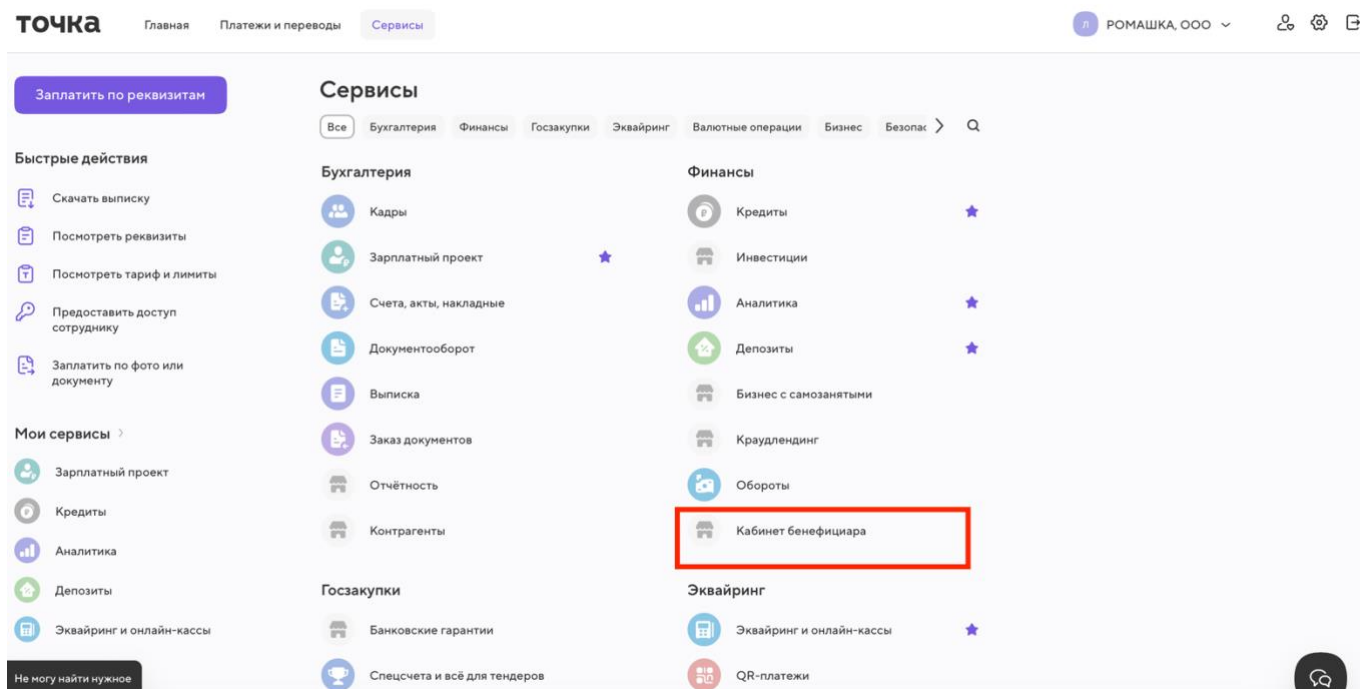 точка
Главная
Платежи и переводы
Сервисы
Л
РОМАШКА, ООО
Заплатить по реквизитам
Быстрые действия
Скачать выписку
Посмотреть реквизиты
Посмотреть тариф и лимиты
Предоставить доступ
сотруднику
Заплатить по фото или
документу
Мои сервисы
Зарплатный проект
Кредиты
Аналитика
Депозиты
Эквайринг и онлайн-кассы
Не могу найти нужное
Сервисы
Все
Бухгалтерия
Финансы
Госзакупки
Эквайринг
Валютные операции
Бизнес
Безопас
Бухгалтерия
Кадры
Зарплатный проект
Счета, акты, накладные
Документооборот
Выписка
Заказ документов
Отчётность
Контрагенты
Госзакупки
Банковские гарантии
Спецсчета и всё для тендеров
Финансы
Кредиты
Инвестиции
Аналитика
Депозиты
Бизнес с самозанятыми
Краудлендинг
Обороты
Кабинет бенефициара
Эквайринг
Эквайринг и онлайн-кассы
QR-платежи